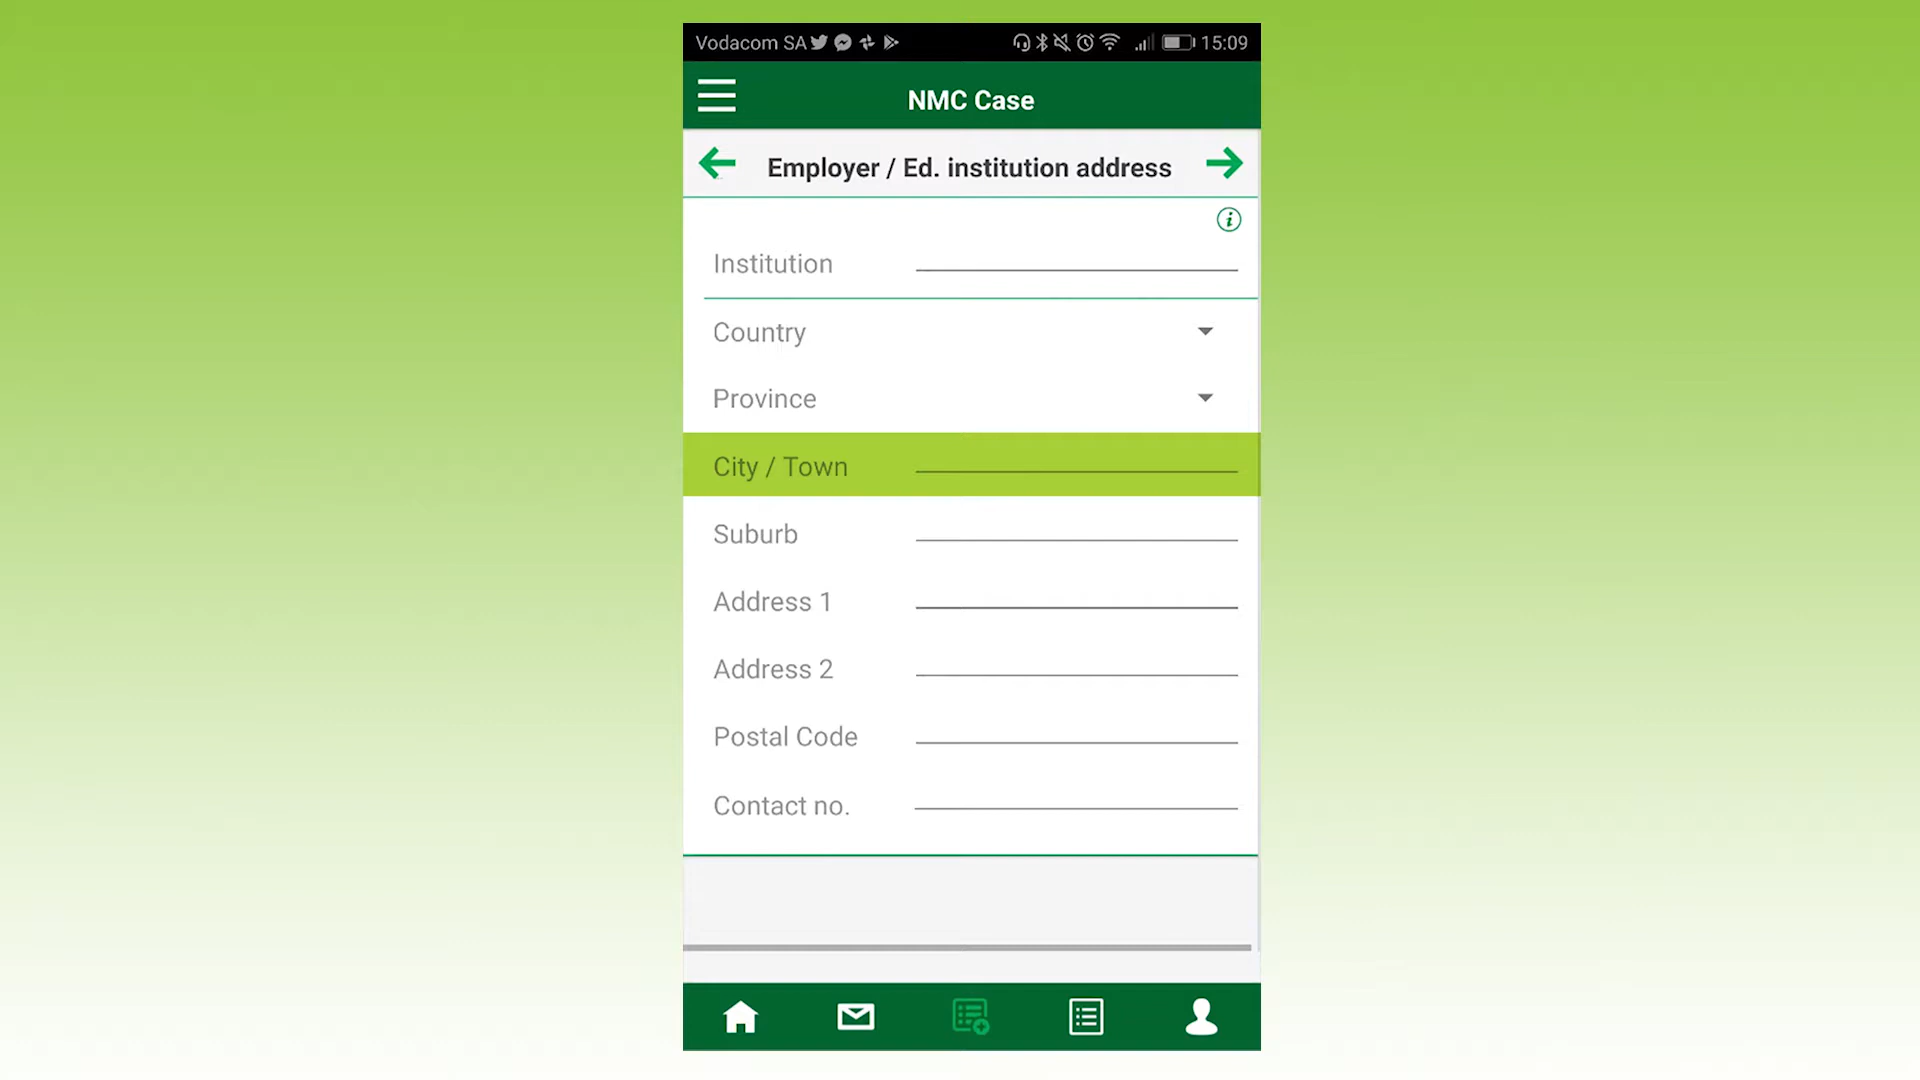 Vodacom SA 15:09
NMC Case
Employer / Ed. institution address
Institution
Country
Province
City / Town
Suburb
Address 1
Address 2
Postal Code
Contact no.